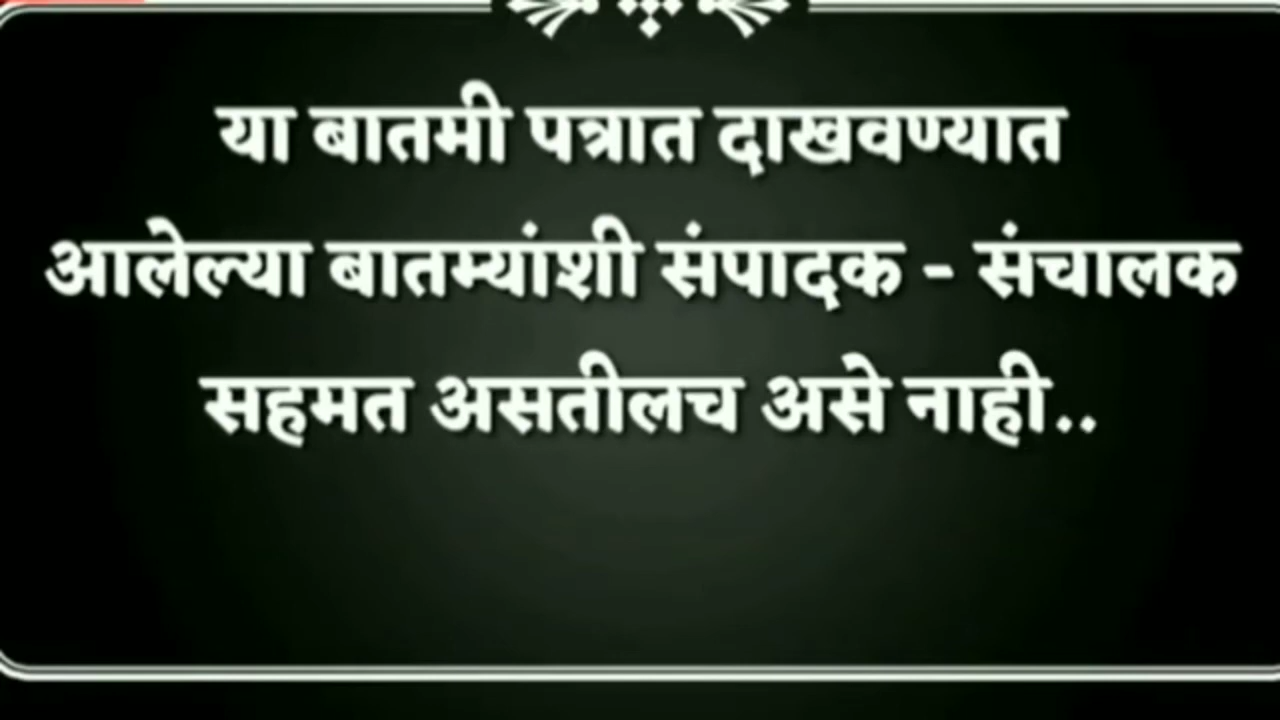 या बातमी पत्रात दाखवण्यात
आलेल्या बातम्यांशी संपादक - संचालक
सहमत असतीलच असे नाही..